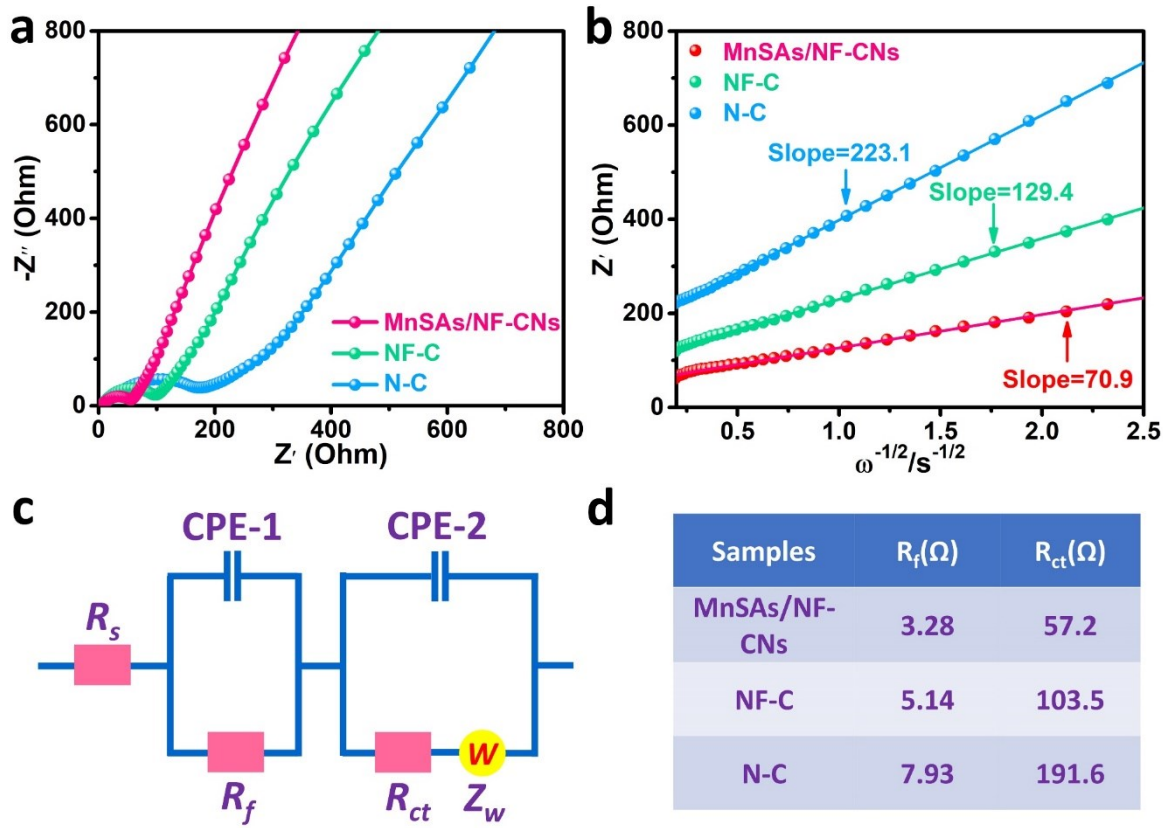 a
800
600
400
200
0
-Z″ (Ohm)
MnSAs/NF-CNs
NF-C
N-C
0 200 400 600 800
Z′ (Ohm)
b
800
600
400
200
0
Z′ (Ohm)
MnSAs/NF-CNs
NF-C
N-C
Slope=223.1
Slope=129.4
Slope=70.9
0.5 1.0 1.5 2.0 2.5
ω-1/2/s-1/2
c
CPE-1 CPE-2
Rs
W
Rf Rct Zw
d
Samples Rf(Ω) Rct(Ω)
MnSAs/NF-
CNs 3.28 57.2
NF-C 5.14 103.5
N-C 7.93 191.6